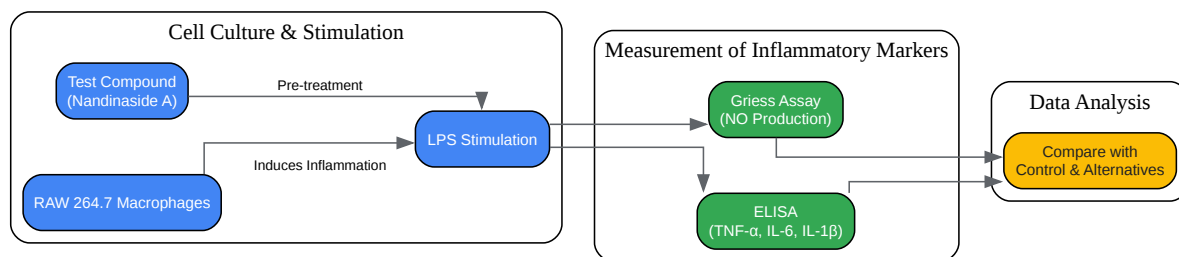 Cell Culture & Stimulation
Test Compound
(Nandinaside A)
Pre-treatment
LPS Stimulation
Induces Inflammation
RAW 264.7 Macrophages
Measurement of Inflammatory Markers
Griess Assay
(NO Production)
ELISA
(TNF-α, IL-6, IL-1β)
Data Analysis
Compare with
Control & Alternatives